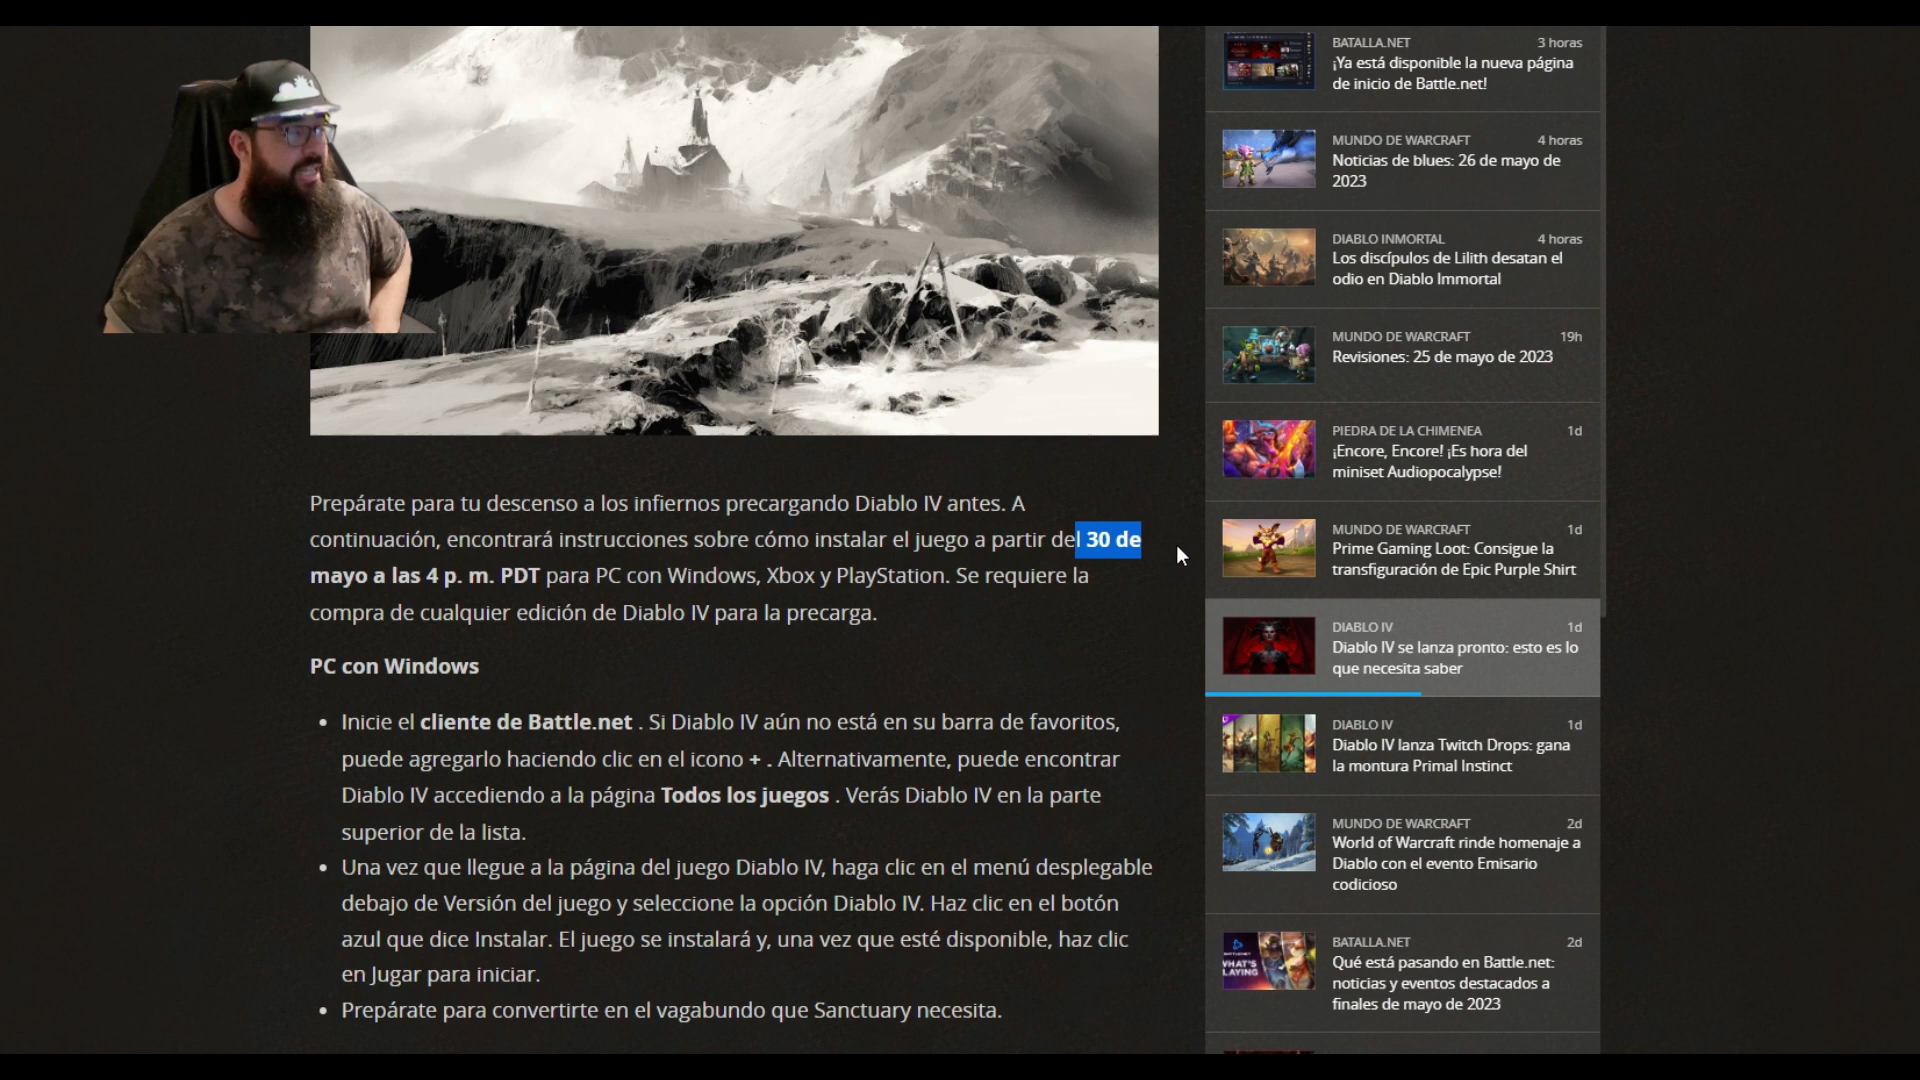 Prepárate para tu descenso a los infiernos precargando Diablo IV antes. A
continuación, encontrará instrucciones sobre cómo instalar el juego a partir del 30 de
mayo a las 4 p. m. PDT para PC con Windows, Xbox y PlayStation. Se requiere la
compra de cualquier edición de Diablo IV para la precarga.
PC con Windows
• Inicie el cliente de Battle.net . Si Diablo IV aún no está en su barra de favoritos,
puede agregarlo haciendo clic en el icono + . Alternativamente, puede encontrar
Diablo IV accediendo a la página Todos los juegos . Verás Diablo IV en la parte
superior de la lista.
• Una vez que llegue a la página del juego Diablo IV, haga clic en el menú desplegable
debajo de Versión del juego y seleccione la opción Diablo IV. Haz clic en el botón
azul que dice Instalar. El juego se instalará y, una vez que esté disponible, haz clic
en Jugar para iniciar.
• Prepárate para convertirte en el vagabundo que Sanctuary necesita.
BATALLA.NET 3 horas
¡Ya está disponible la nueva página
de inicio de Battle.net!
MUNDO DE WARCRAFT 4 horas
Noticias de blues: 26 de mayo de
2023
DIABLO INMORTAL 4 horas
Los discípulos de Lilith desatan el
odio en Diablo Immortal
MUNDO DE WARCRAFT 19h
Revisiones: 25 de mayo de 2023
PIEDRA DE LA CHIMENEA 1d
¡Encore, Encore! ¡Es hora del
miniset Audiopocalypse!
MUNDO DE WARCRAFT 1d
Prime Gaming Loot: Consigue la
transfiguración de Epic Purple Shirt
DIABLO IV 1d
Diablo IV se lanza pronto: esto es lo
que necesita saber
DIABLO IV 1d
Diablo IV lanza Twitch Drops: gana
la montura Primal Instinct
MUNDO DE WARCRAFT 2d
World of Warcraft rinde homenaje a
Diablo con el evento Emisario
codicioso
BATALLA.NET 2d
Qué está pasando en Battle.net:
noticias y eventos destacados a
finales de mayo de 2023
WHAT'S